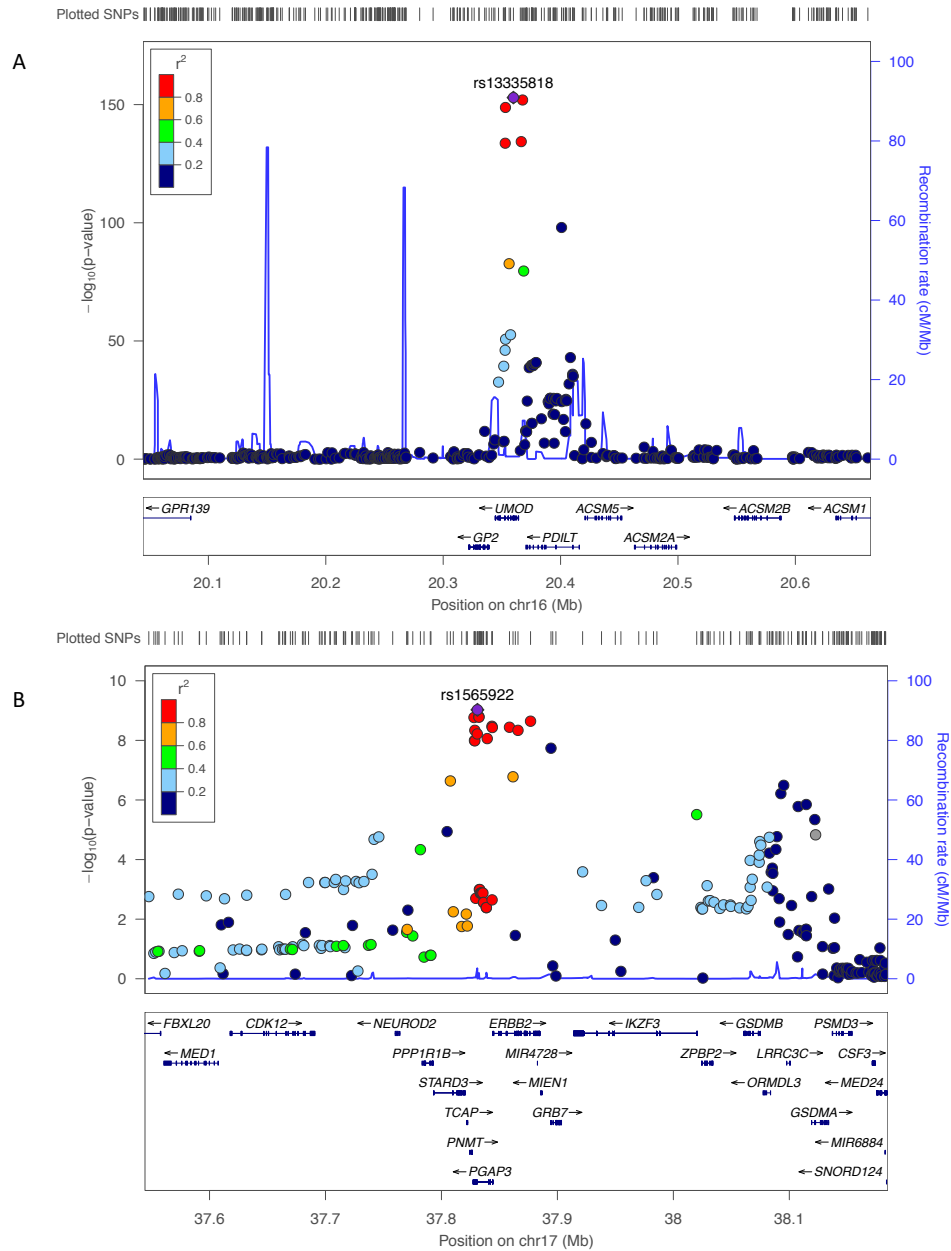 Plotted SNPs
A
r²
0.8
0.6
0.4
0.2
rs13335818
0
50
100
150
−log10(p−value)
0
20
40
60
80
100
Recombination rate (cM/Mb)
←GPR139
←UMOD
ACSM5→
←ACSM2B
←ACSM1
←GP2
←PDILT
ACSM2A→
20.1 20.2 20.3 20.4 20.5 20.6
Position on chr16 (Mb)
Plotted SNPs
B
r²
0.8
0.6
0.4
0.2
rs1565922
0
2
4
6
8
10
−log10(p−value)
0
20
40
60
80
100
Recombination rate (cM/Mb)
←FBXL20
CDK12→
←NEUROD2
ERBB2→
←IKZF3
←GSDMB
PSMD3→
←MED1
PPP1R1B→
MIR4728→
ZPBP2→
LRRC3C→
CSF3→
STARD3→
←MIEN1
←ORMDL3
←MED24
TCAP→
GRB7→
GSDMA→
PNMT→
←MIR6884
←PGAP3
←SNORD124
37.6 37.7 37.8 37.9 38 38.1
Position on chr17 (Mb)